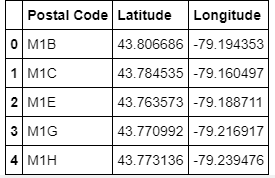 Postal Code Latitude Longitude
0 M1B 43.806686 -79.194353
1 M1C 43.784535 -79.160497
2 M1E 43.763573 -79.188711
3 M1G 43.770992 -79.216917
4 M1H 43.773136 -79.239476